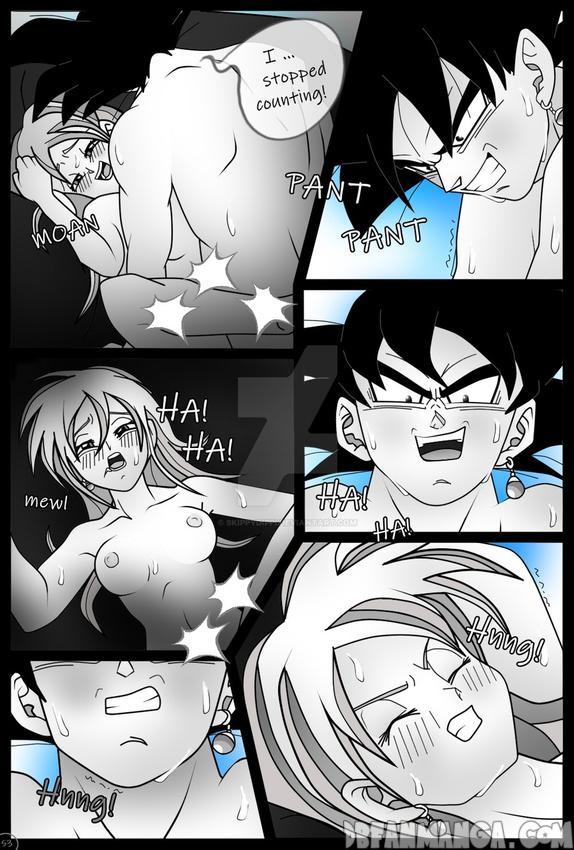 I ...
stopped
counting!
MOAN
PANT
PANT
HA!
HA!
mewl
HA!
HA!
Hnng!
Hnng!
53
DBFANMANGA.COM